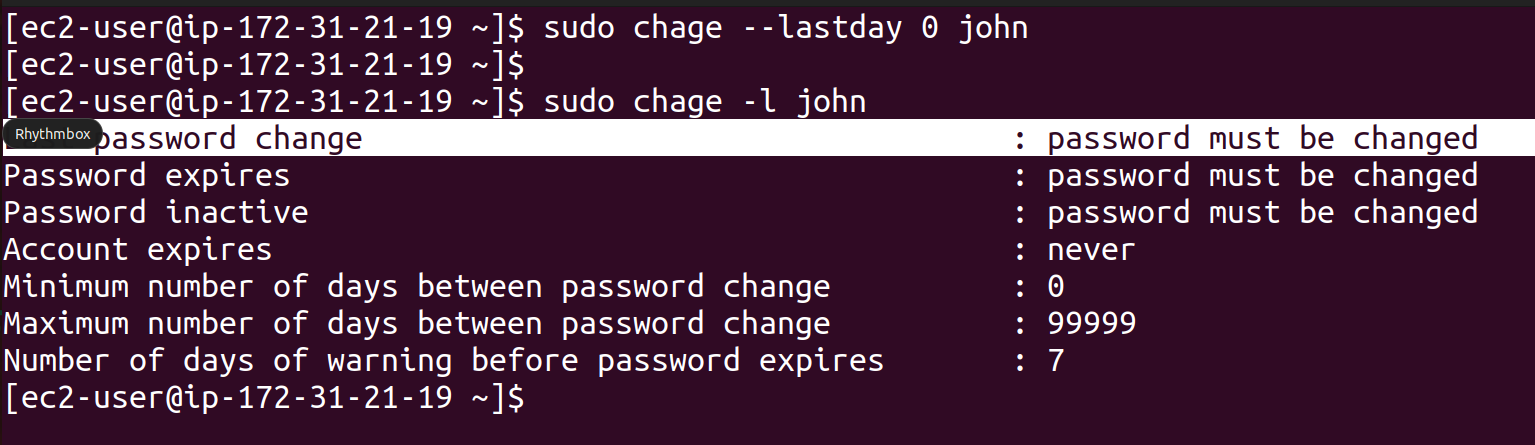 [ec2-user@ip-172-31-21-19 ~]$ sudo chage --lastday 0 john
[ec2-user@ip-172-31-21-19 ~]$
[ec2-user@ip-172-31-21-19 ~]$ sudo chage -l john
Rhythmbox password change : password must be changed
Password expires : password must be changed
Password inactive : password must be changed
Account expires : never
Minimum number of days between password change : 0
Maximum number of days between password change : 99999
Number of days of warning before password expires : 7
[ec2-user@ip-172-31-21-19 ~]$